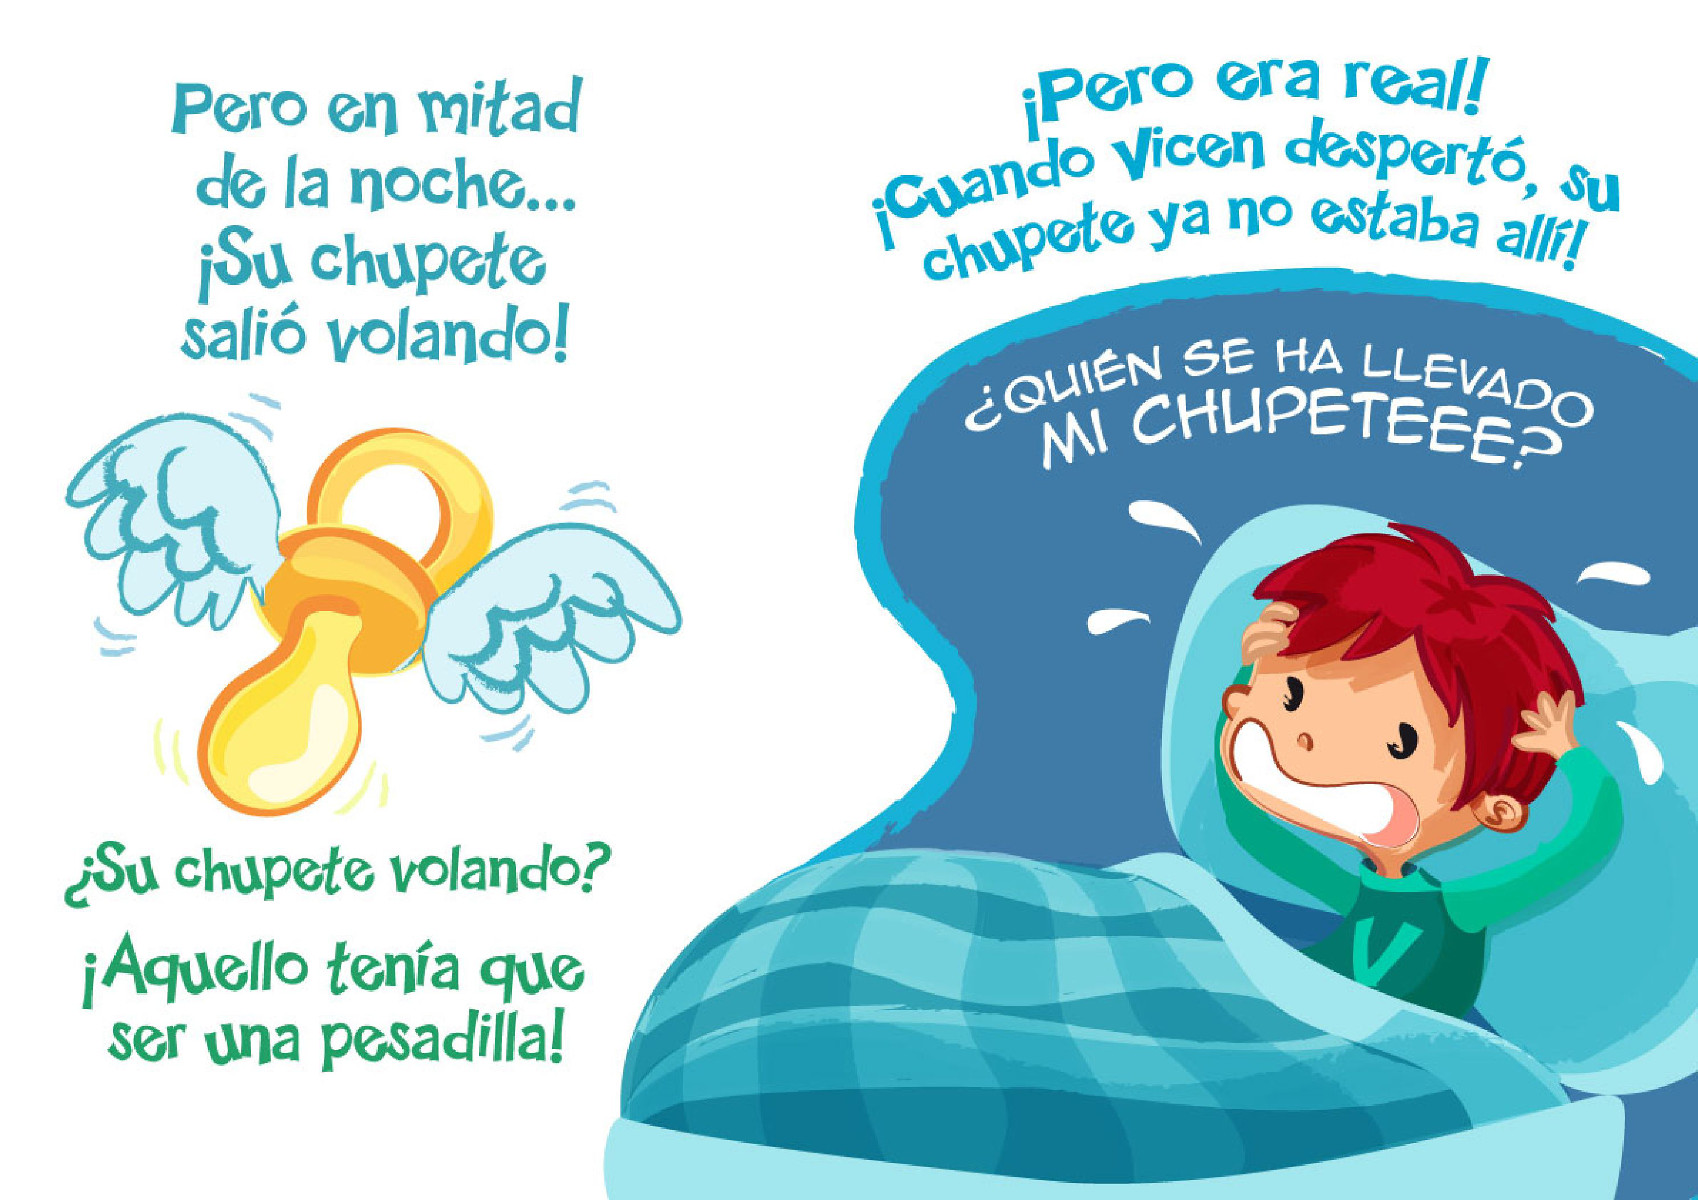 Pero en mitad
de la noche...
¡Su chupete
salió volando!
¿Su chupete volando?
¡Aquello tenía que
ser una pesadilla!
¡Pero era real!
¡Cuando Vicen despertó, su
chupete ya no estaba allí!
¿QUIÉN SE HA LLEVADO
MI CHUPETEEE?
V